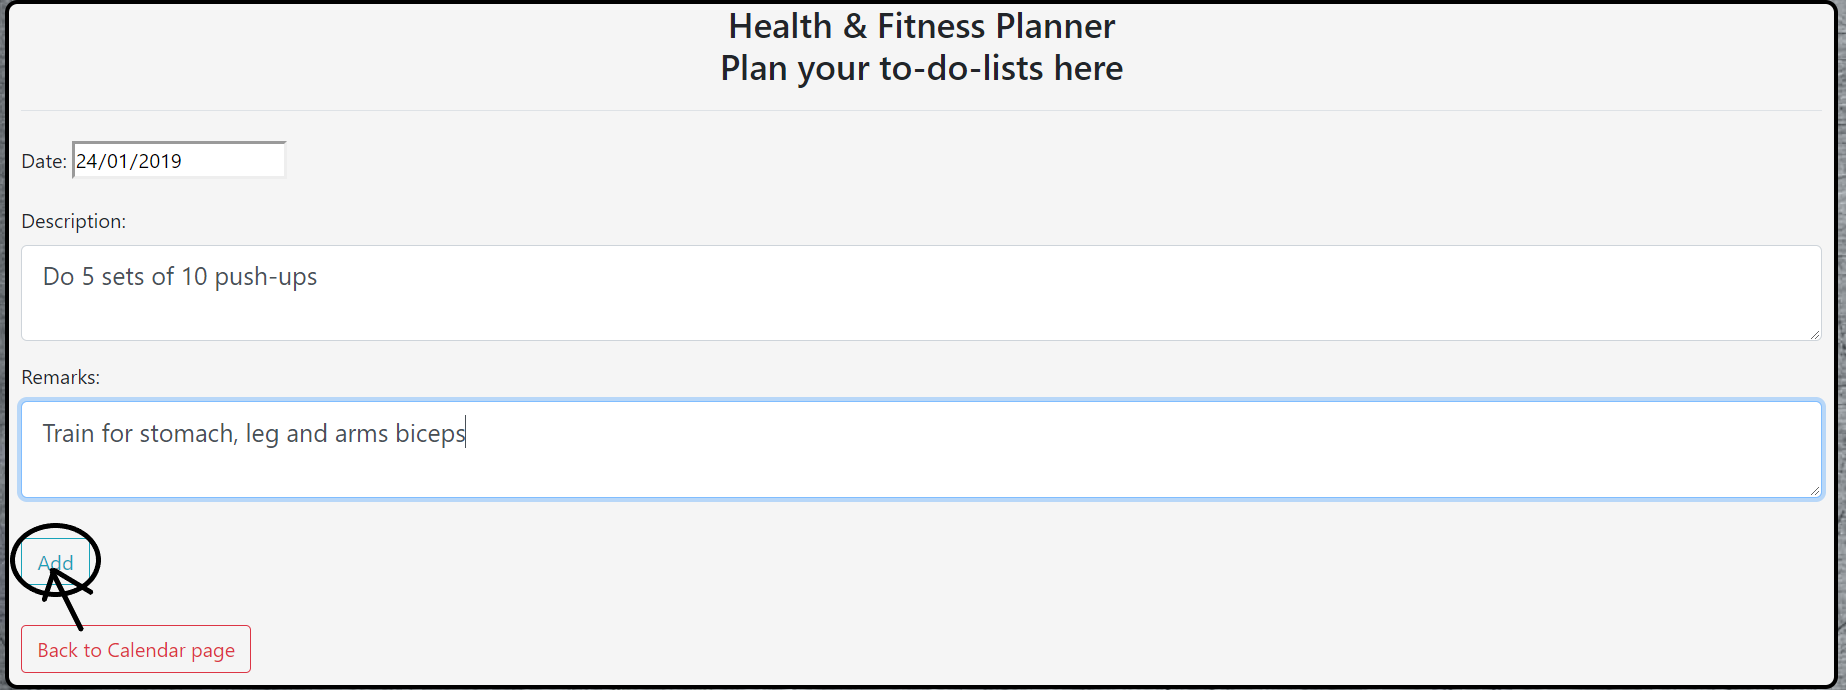 Health & Fitness Planner
Plan your to-do-lists here
Date: 24/01/2019
Description:
Do 5 sets of 10 push-ups
Remarks:
Train for stomach, leg and arms biceps
Add
Back to Calendar page